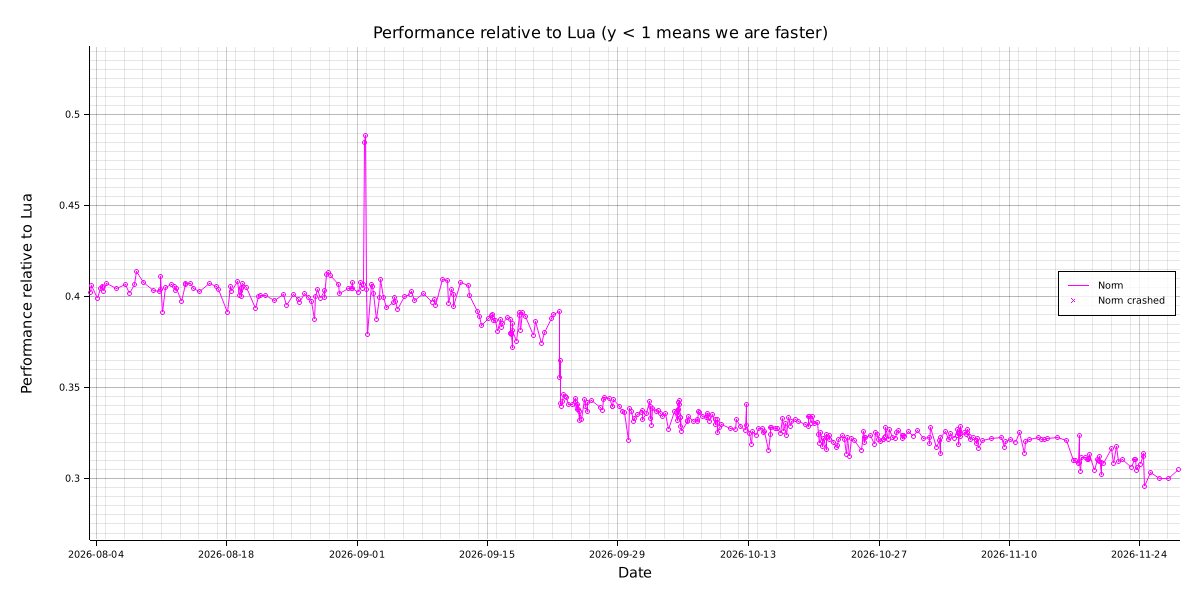 Performance relative to Lua (y < 1 means we are faster)
Performance relative to Lua
0.5
0.45
0.4
0.35
0.3
Norm
Norm crashed
2026-08-04
2026-08-18
2026-09-01
2026-09-15
2026-09-29
2026-10-13
2026-10-27
2026-11-10
2026-11-24
Date